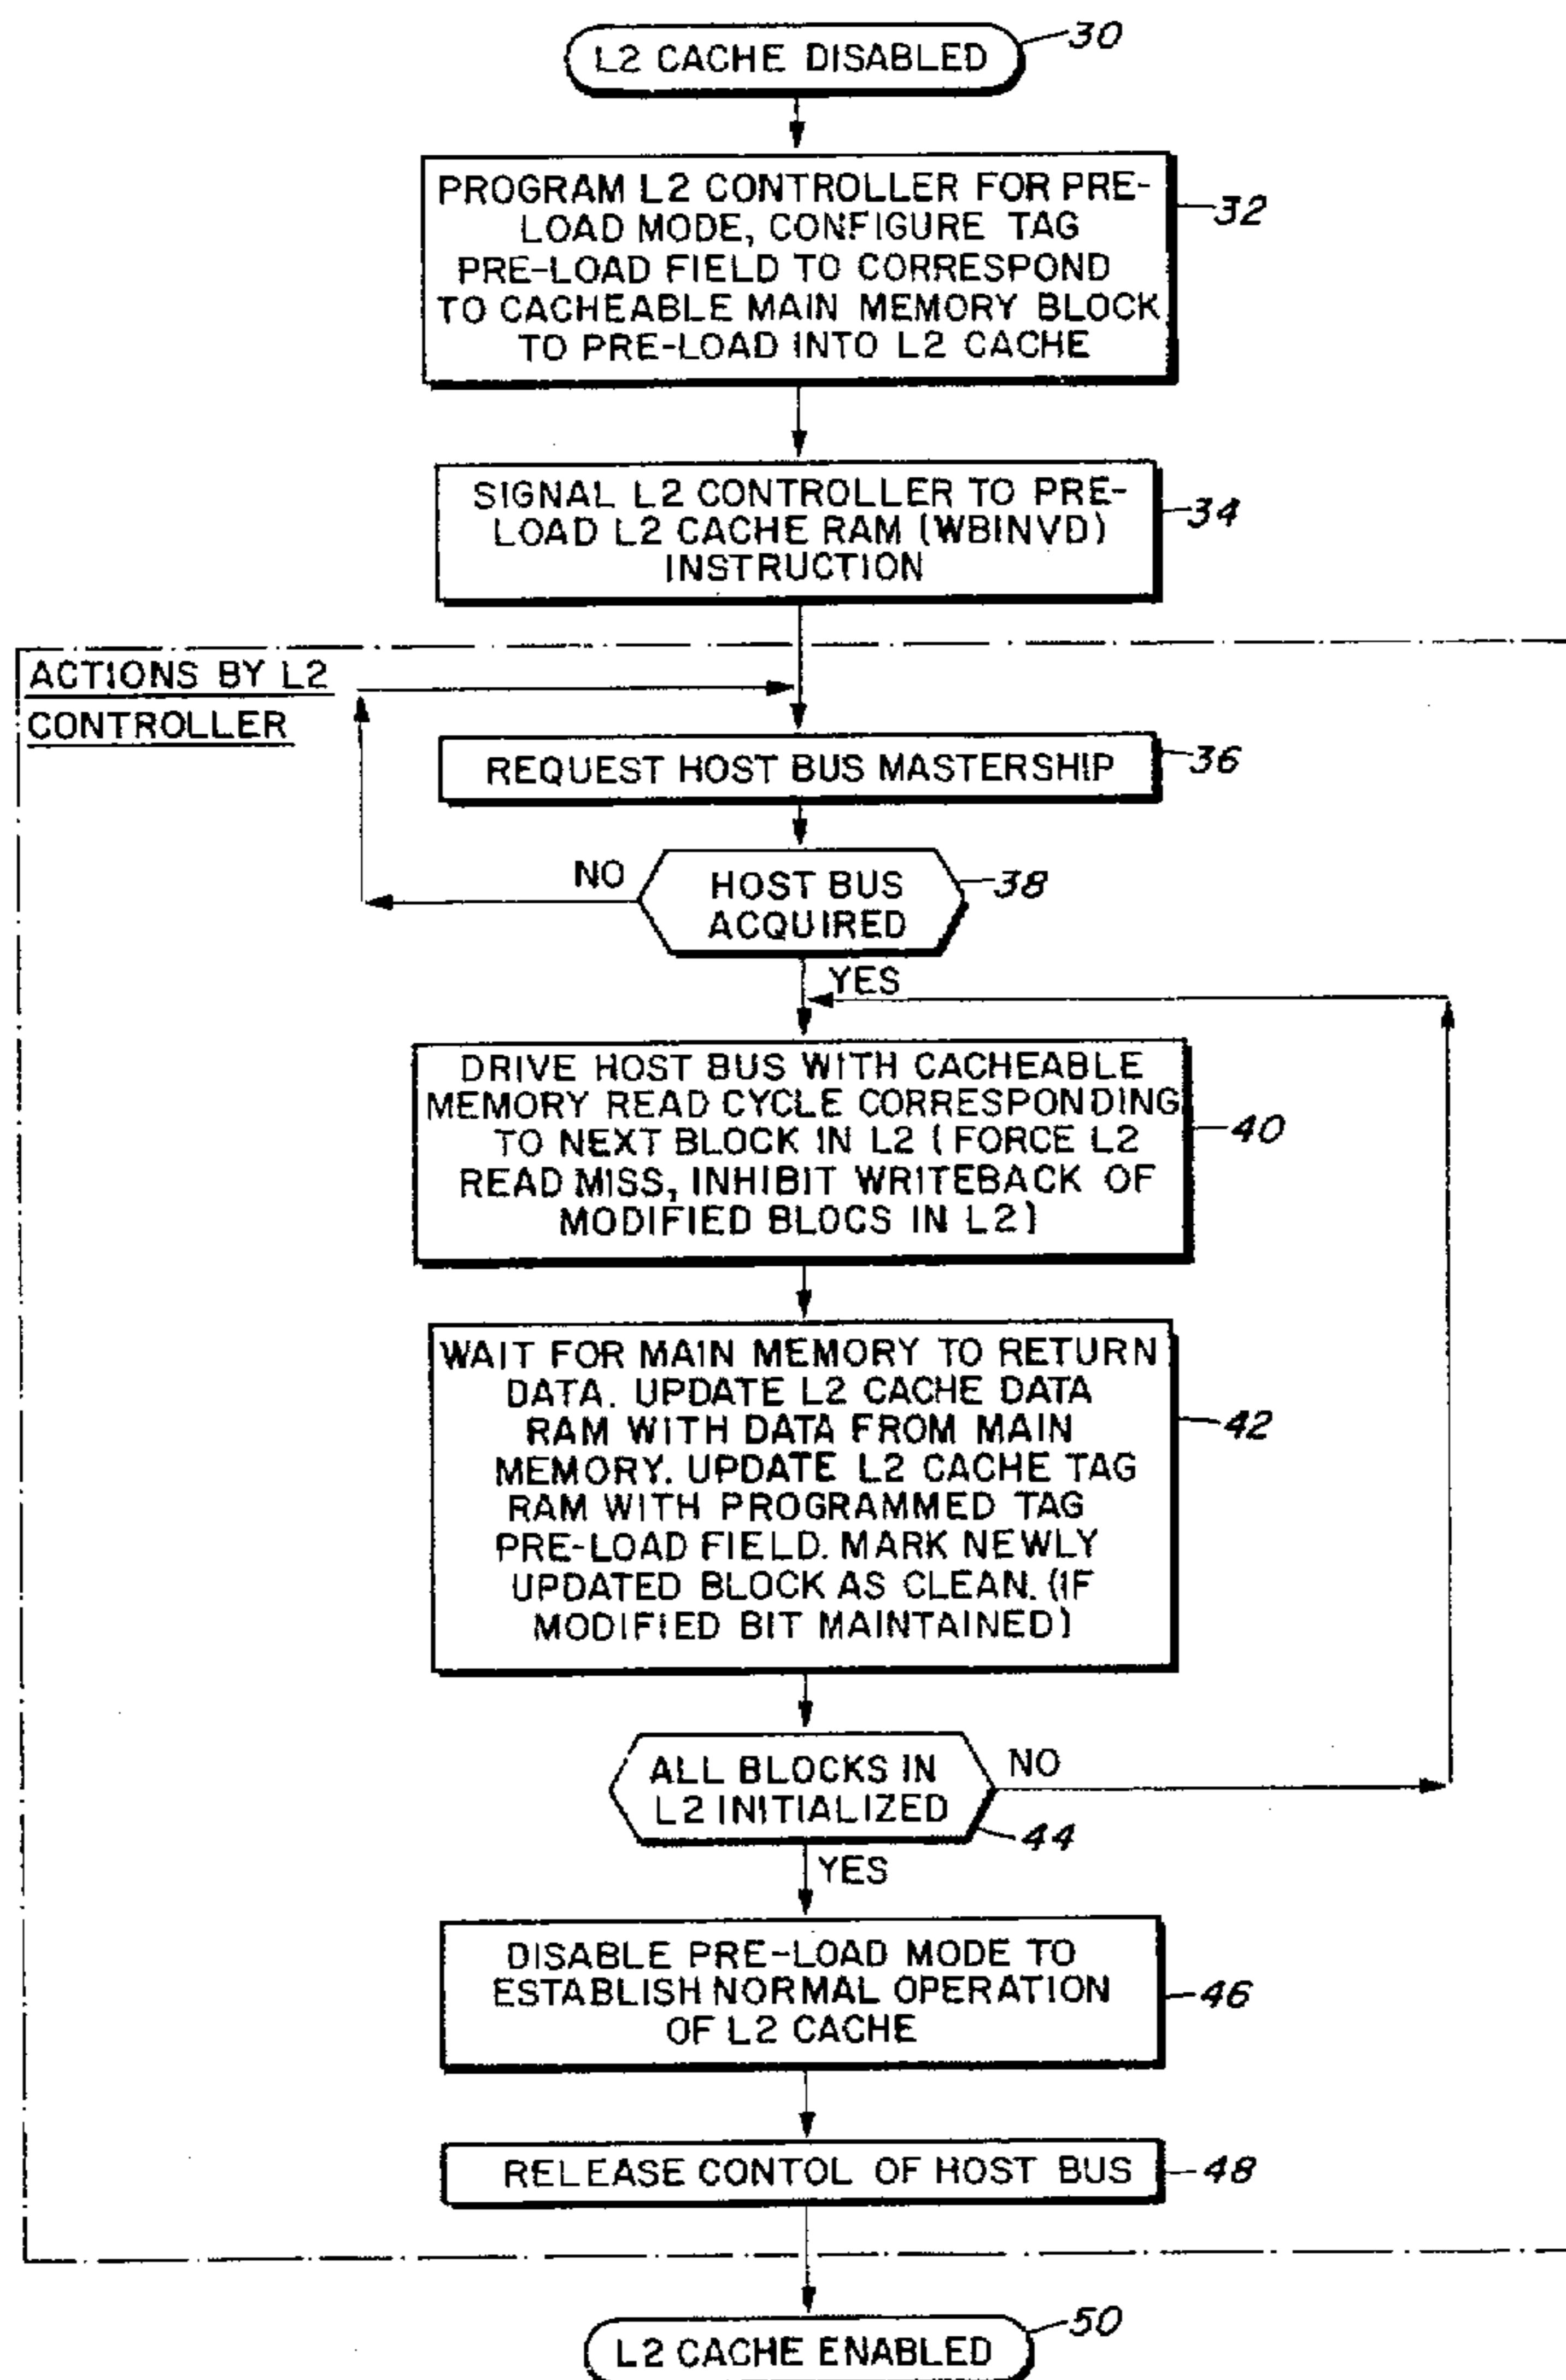 L2 CACHE DISABLED
30
PROGRAM L2 CONTROLLER FOR PRE-
LOAD MODE, CONFIGURE TAG
PRE-LOAD FIELD TO CORRESPOND
TO CACHEABLE MAIN MEMORY BLOCK
TO PRE-LOAD INTO L2 CACHE
32
SIGNAL L2 CONTROLLER TO PRE-
LOAD L2 CACHE RAM (WBINVD)
INSTRUCTION
34
ACTIONS BY L2
CONTROLLER
REQUEST HOST BUS MASTERSHIP
36
HOST BUS
ACQUIRED
38
NO
YES
DRIVE HOST BUS WITH CACHEABLE
MEMORY READ CYCLE CORRESPONDING
TO NEXT BLOCK IN L2 (FORCE L2
READ MISS, INHIBIT WRITEBACK OF
MODIFIED BLOCS IN L2)
40
WAIT FOR MAIN MEMORY TO RETURN
DATA. UPDATE L2 CACHE DATA
RAM WITH DATA FROM MAIN
MEMORY. UPDATE L2 CACHE TAG
RAM WITH PROGRAMMED TAG
PRE-LOAD FIELD. MARK NEWLY
UPDATED BLOCK AS CLEAN. (IF
MODIFIED BIT MAINTAINED)
42
ALL BLOCKS IN
L2 INITIALIZED
NO
44
YES
DISABLE PRE-LOAD MODE TO
ESTABLISH NORMAL OPERATION
OF L2 CACHE
46
RELEASE CONTOL OF HOST BUS
48
L2 CACHE ENABLED
50